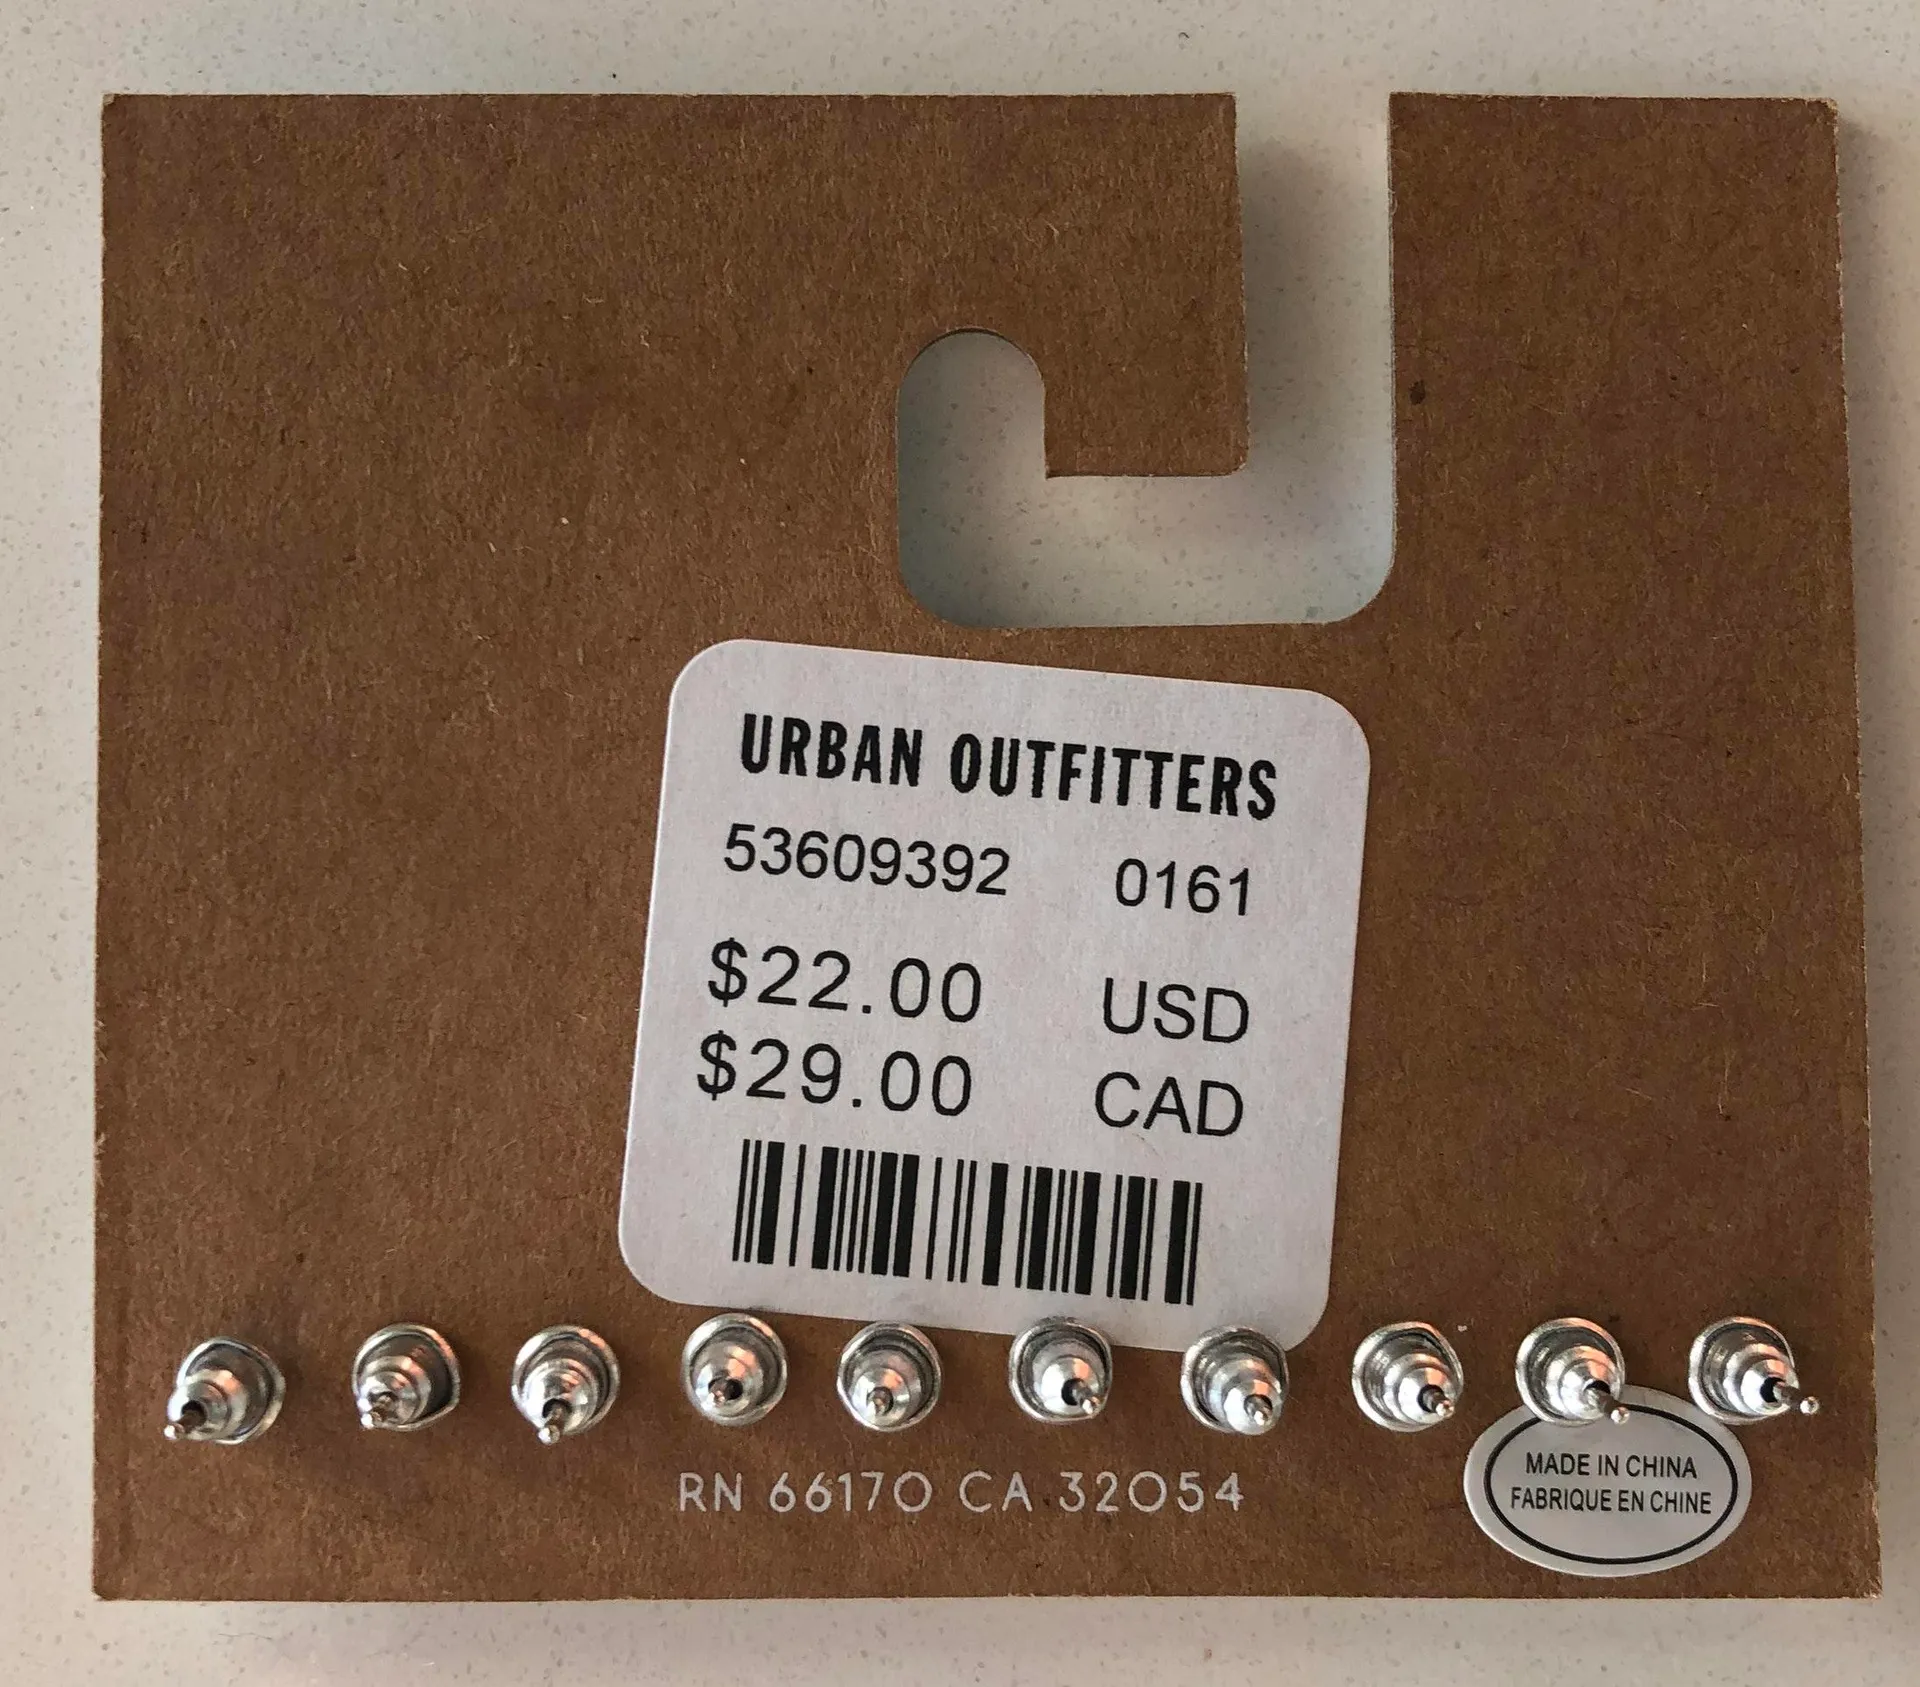 URBAN OUTFITTERS
53609392 0161
$22.00 USD
$29.00 CAD
RN 66170 CA 32054
MADE IN CHINA
FABRIQUE EN CHINE